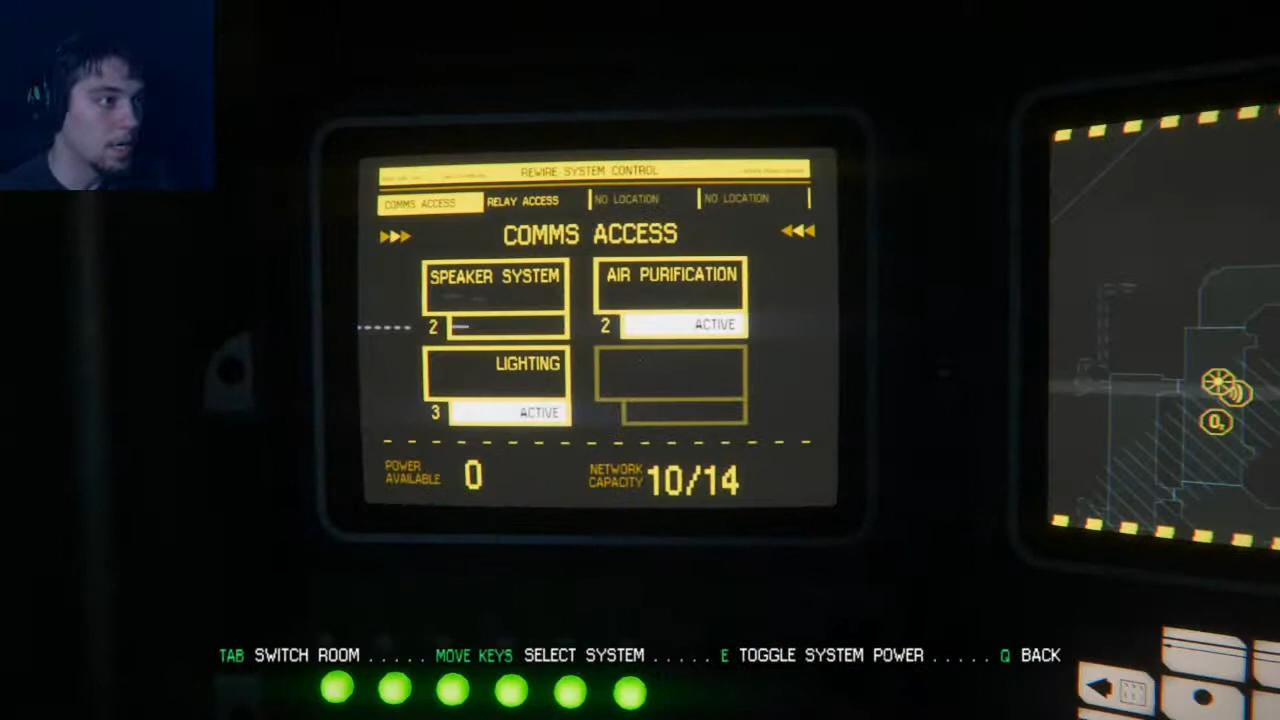 REWIRE SYSTEM CONTROL
COMMS ACCESS RELAY ACCESS NO LOCATION NO LOCATION
COMMS ACCESS
SPEAKER SYSTEM AIR PURIFICATION
2 2 ACTIVE
LIGHTING
3 ACTIVE
POWER AVAILABLE 0 NETWORK CAPACITY 10/14
O₂
TAB SWITCH ROOM ..... MOVE KEYS SELECT SYSTEM ..... E TOGGLE SYSTEM POWER ..... Q BACK